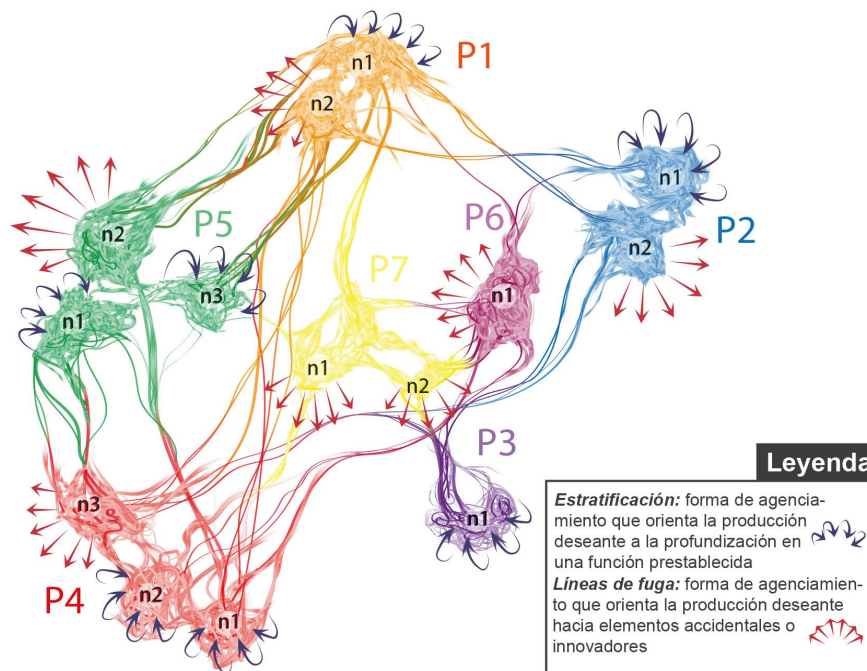 n1
P1
n2
n1
P2
n2
P6
n1
P5
n2
n3
n1
P7
n1
n2
P3
n1
n3
P4
n2
n1
Leyenda
Estratificación: forma de agencia-
miento que orienta la producción
deseante a la profundización en
una función prestablecida
Líneas de fuga: forma de agenciamien-
to que orienta la producción deseante
hacia elementos accidentales o
innovadores